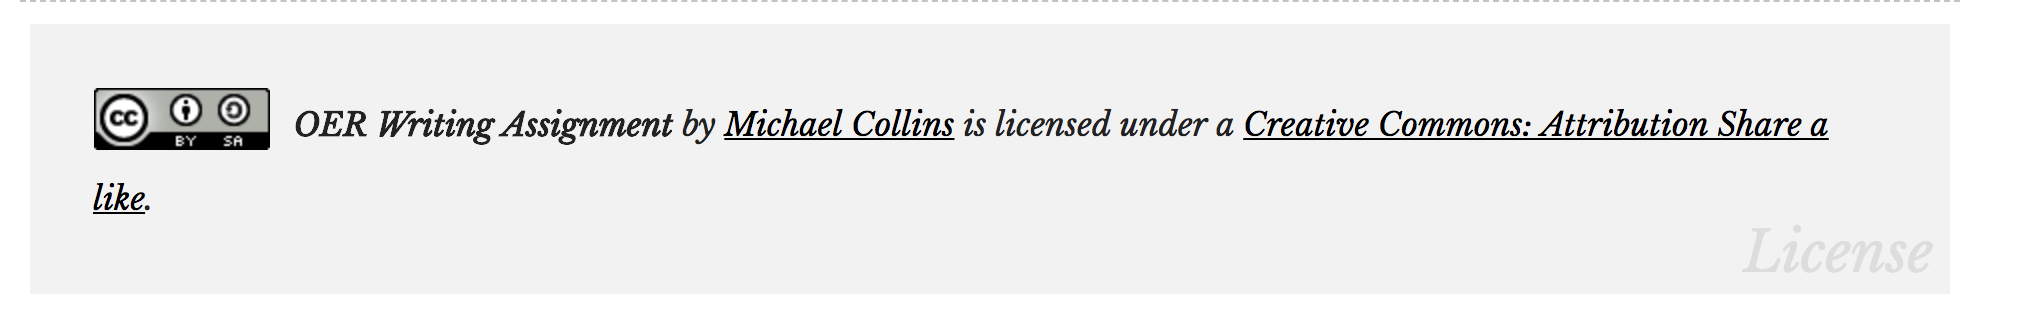 cc BY SA OER Writing Assignment by Michael Collins is licensed under a Creative Commons: Attribution Share a
like.
License